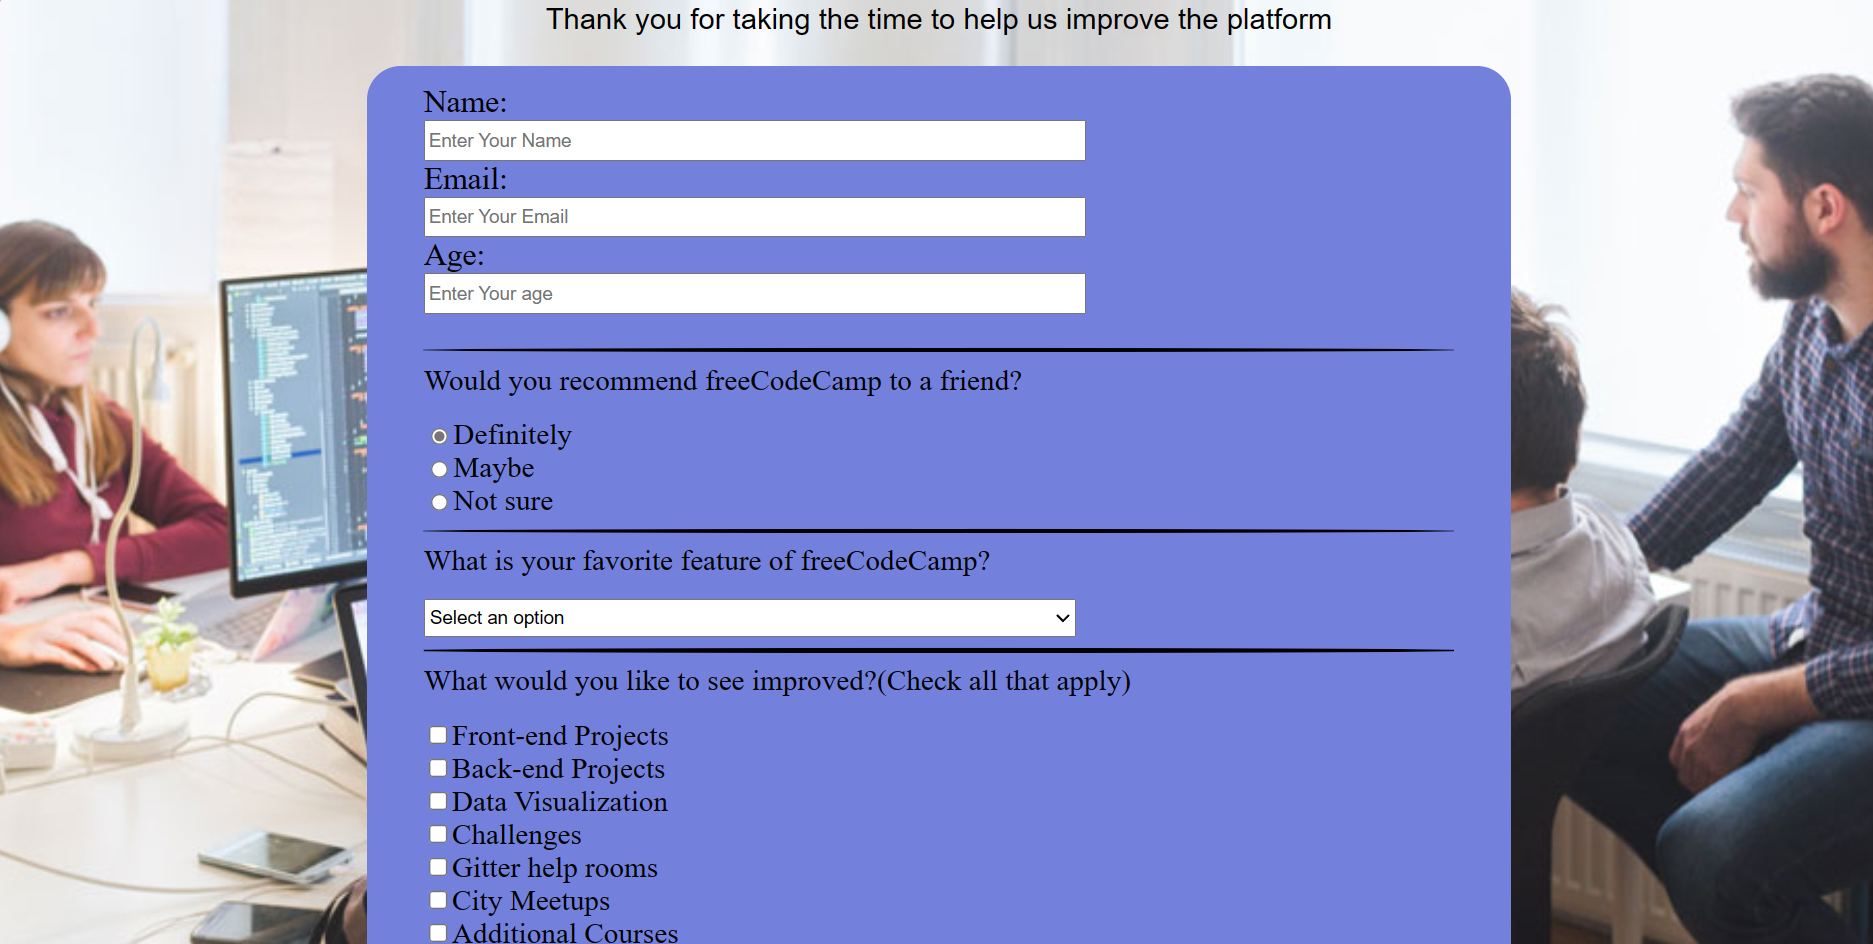 Thank you for taking the time to help us improve the platform
Name:
Enter Your Name
Email:
Enter Your Email
Age:
Enter Your age
Would you recommend freeCodeCamp to a friend?
Definitely
Maybe
Not sure
What is your favorite feature of freeCodeCamp?
Select an option
What would you like to see improved?(Check all that apply)
Front-end Projects
Back-end Projects
Data Visualization
Challenges
Gitter help rooms
City Meetups
Additional Courses